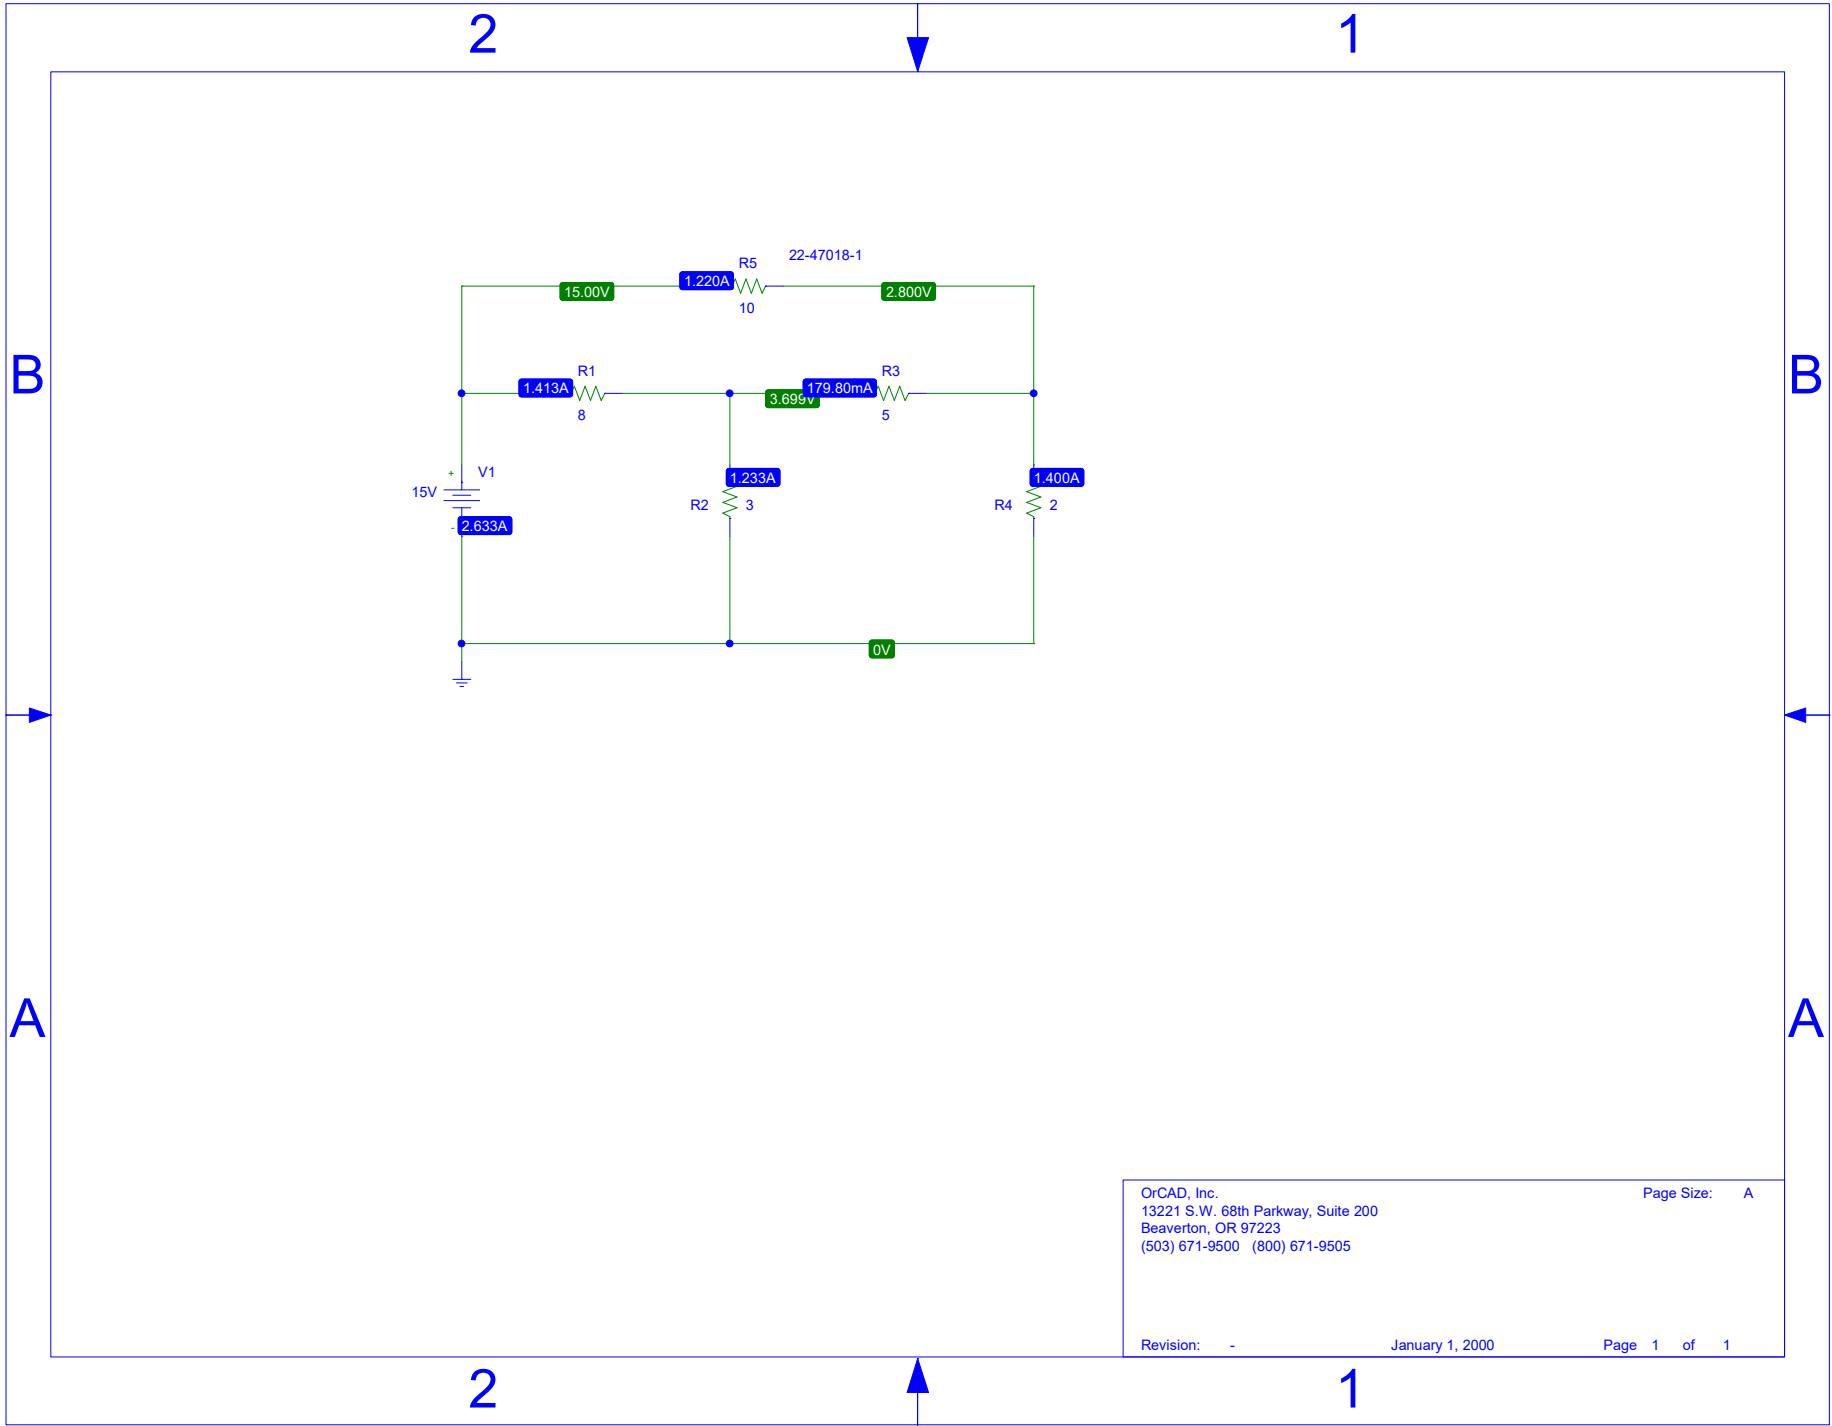 2 1
22-47018-1
R5
1.220A
15.00V 2.800V
10
B B
R1 R3
1.413A 179.80mA
3.699V
8 5
+ V1
15V
1.233A 1.400A
R2 3 R4 2
- 2.633A
0V
A A
OrCAD, Inc. Page Size: A
13221 S.W. 68th Parkway, Suite 200
Beaverton, OR 97223
(503) 671-9500 (800) 671-9505
Revision: - January 1, 2000 Page 1 of 1
2 1